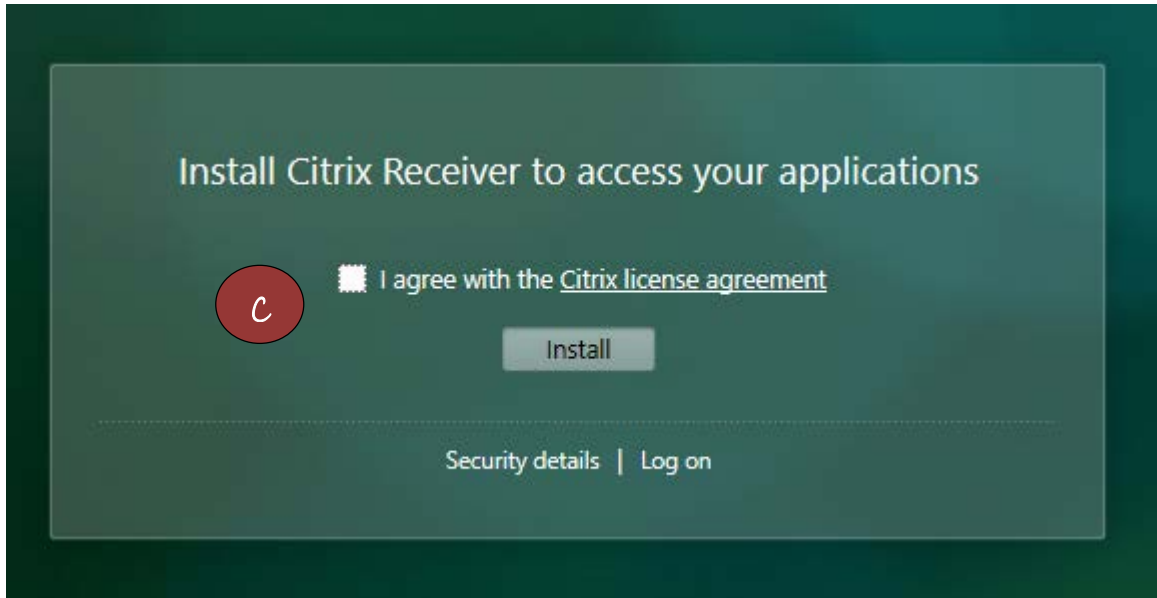 Install Citrix Receiver to access your applications
I agree with the Citrix license agreement
C
Install
Security details | Log on